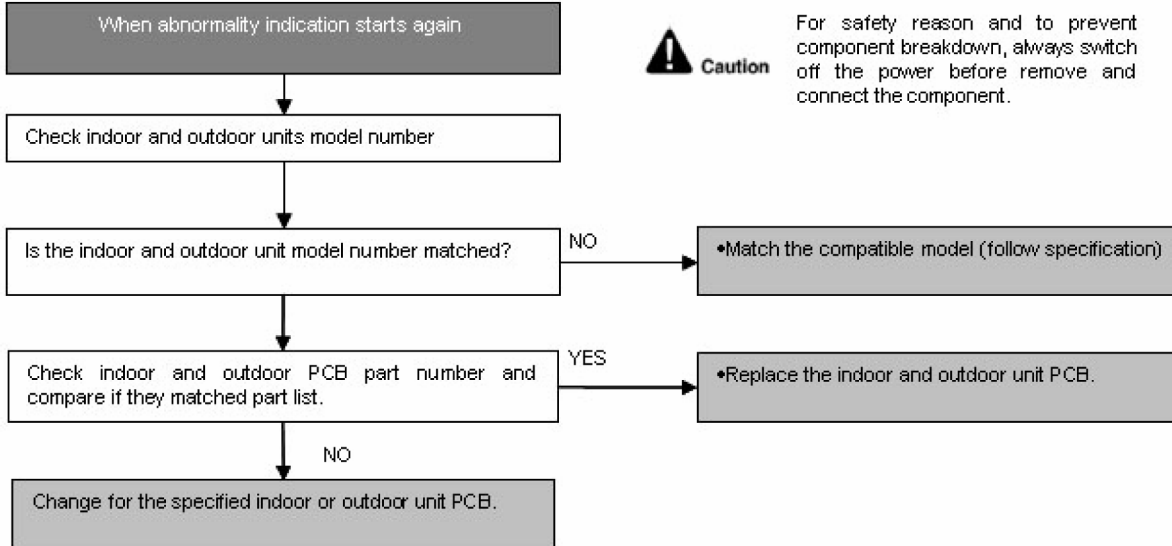 When abnormality indication starts again
For safety reason and to prevent
component breakdown, always switch
off the power before remove and
connect the component.
Caution
Check indoor and outdoor units model number
Is the indoor and outdoor unit model number matched?
NO
•Match the compatible model (follow specification)
Check indoor and outdoor PCB part number and
compare if they matched part list.
YES
•Replace the indoor and outdoor unit PCB.
NO
Change for the specified indoor or outdoor unit PCB.